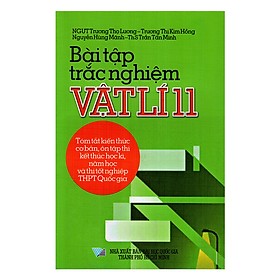 NGƯT Trương Thọ Lương - Trương Thị Kim Hồng
Nguyễn Hùng Mãnh - Th.S Trần Tấn Minh
Bài tập
trắc nghiệm
VẬT LÍ 11
Tóm tắt kiến thức
cơ bản, ôn tập thi
kết thúc học kì,
năm học
và thi tốt nghiệp
THPT Quốc gia
NHÀ XUẤT BẢN ĐẠI HỌC QUỐC GIA
THÀNH PHỐ HỒ CHÍ MINH